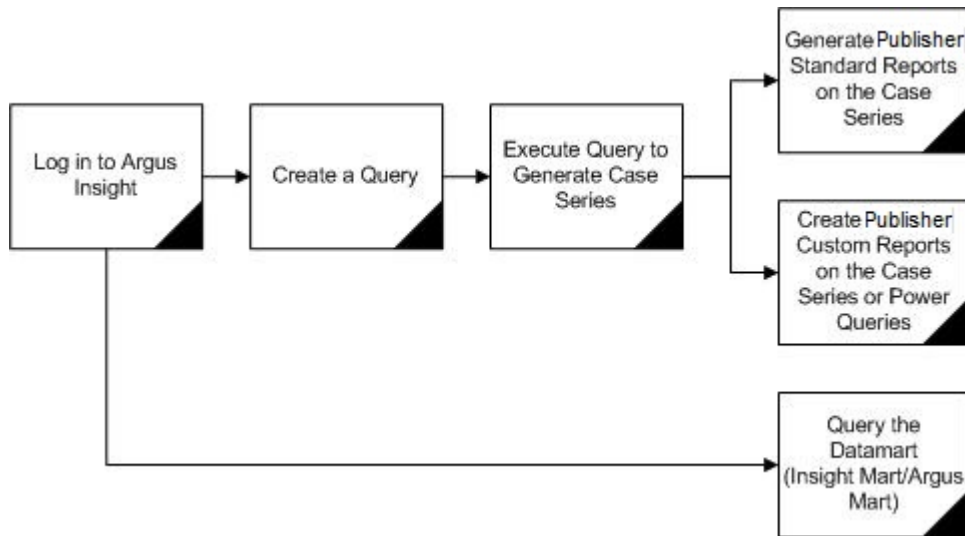 Log in to Argus
Insight
Create a Query
Execute Query to
Generate Case
Series
Generate Publisher
Standard Reports
on the Case
Series
Create Publisher
Custom Reports
on the Case
Series or Power
Queries
Query the
Datamart
(Insight Mart/Argus
Mart)